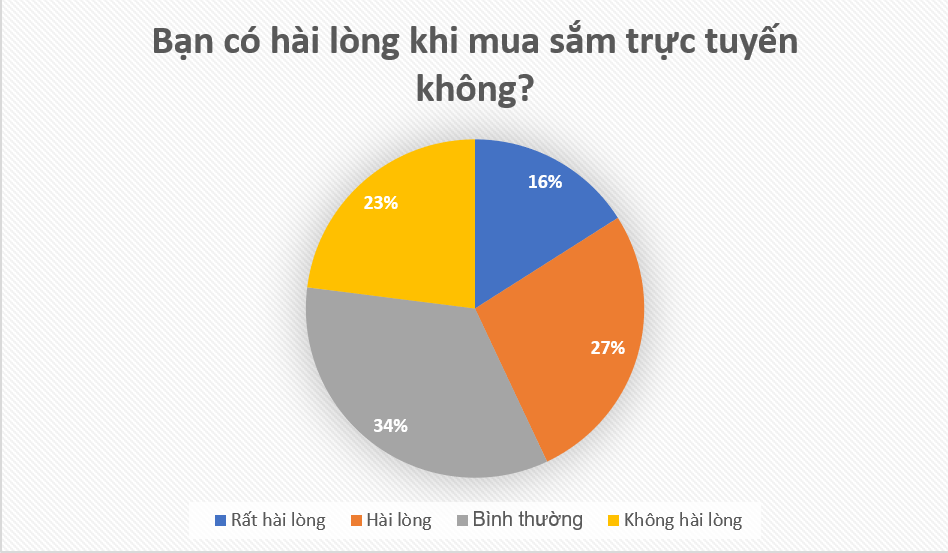 Bạn có hài lòng khi mua sắm trực tuyến
không?
16%
23%
27%
34%
Rất hài lòng Hài lòng Bình thường Không hài lòng